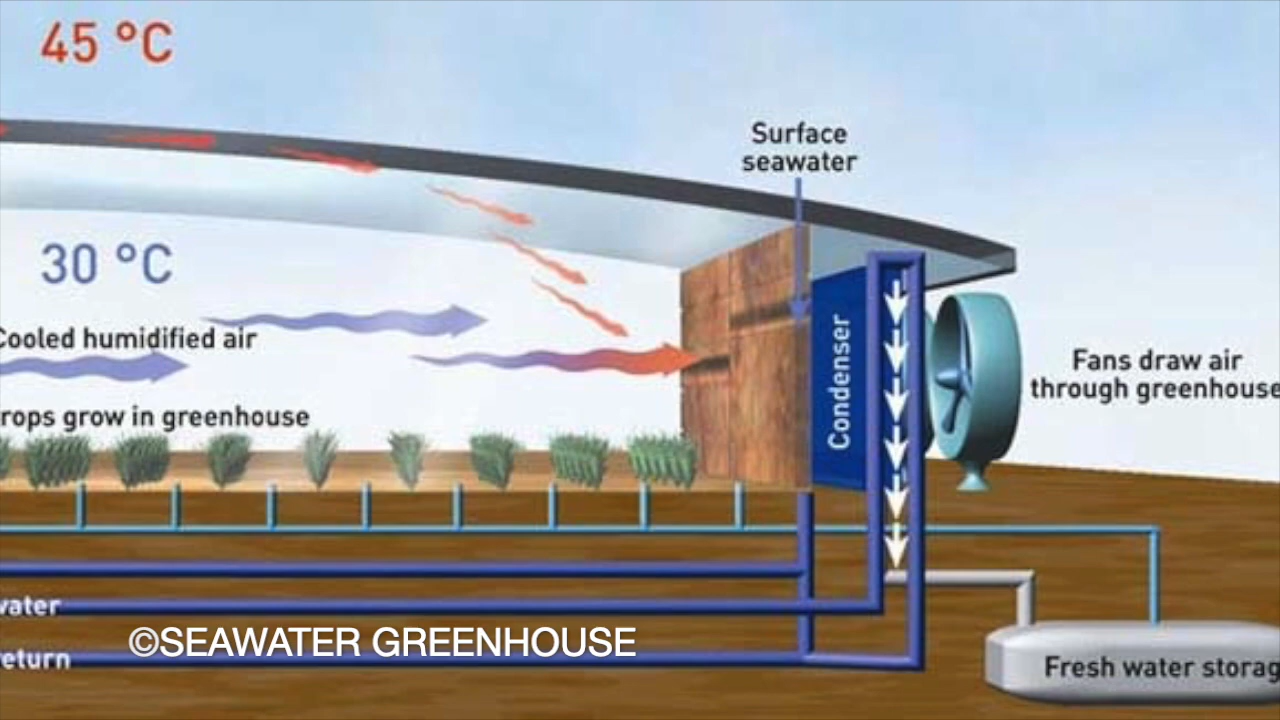 45 °C
Surface
seawater
30 °C
Cooled humidified air
rops grow in greenhouse
Condenser
Fans draw air
through greenhouse
water
©SEAWATER GREENHOUSE
eturn
Fresh water storag